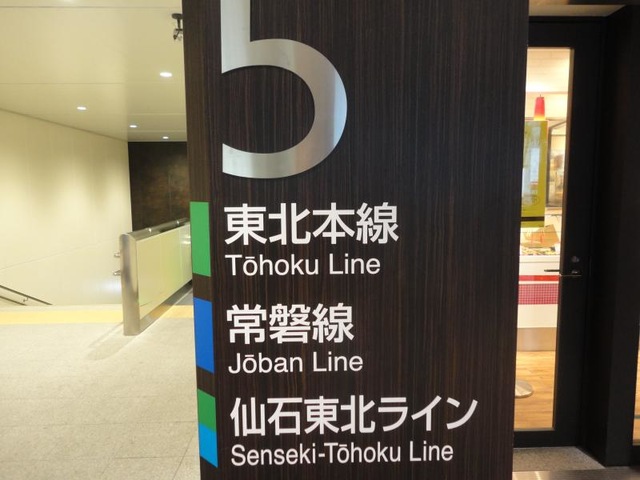 5
東北本線
Tōhoku Line
常磐線
Jōban Line
仙石東北ライン
Senseki-Tōhoku Line